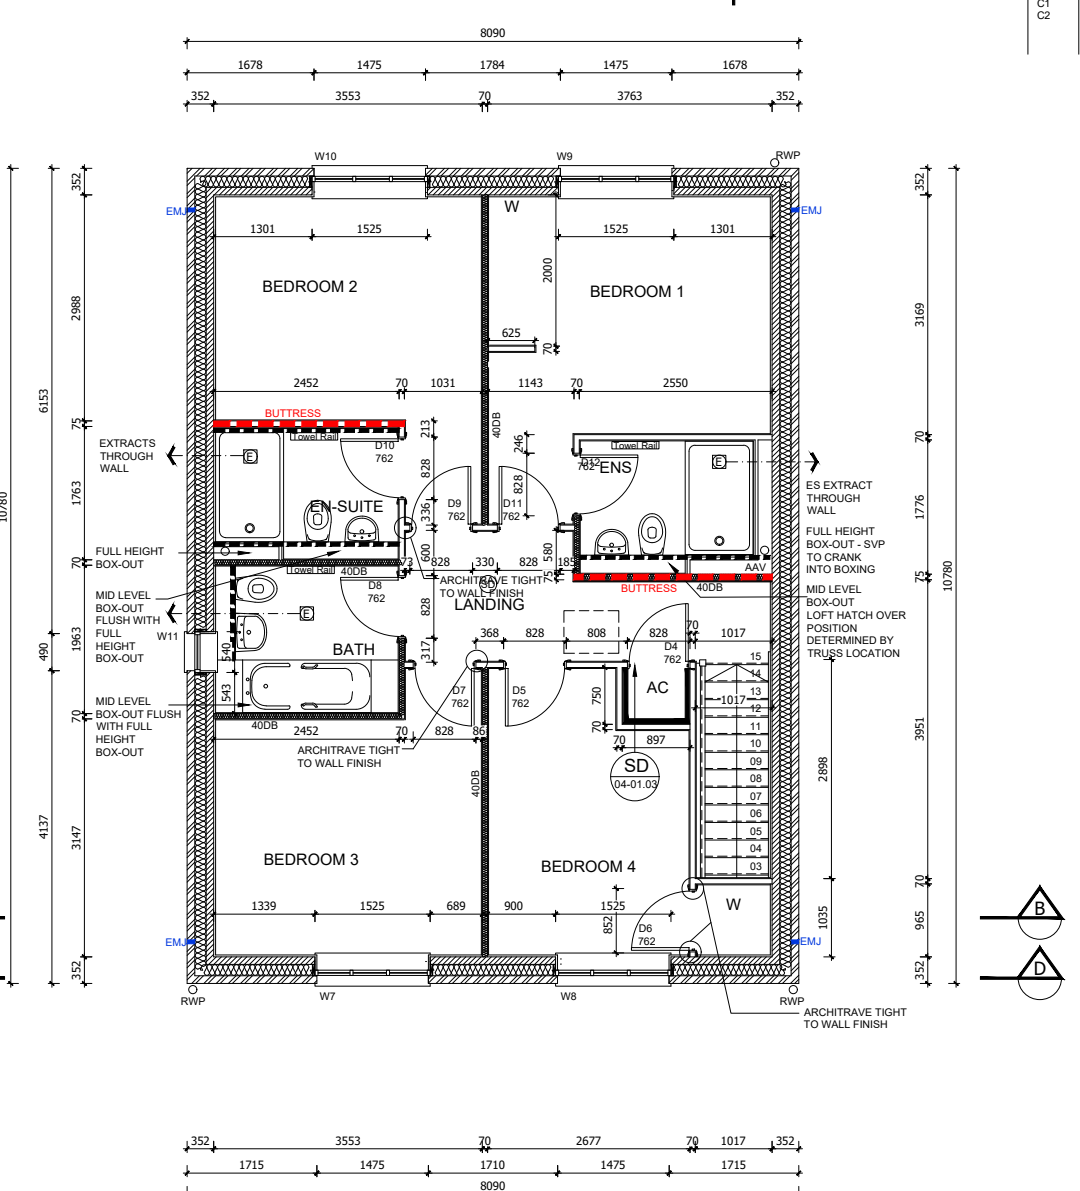 C1
C2
8090
1678 1475 1784 1475 1678
352 3553 70 3763 352
W10 W9 RWP
352 352
EMJ W EMJ
1301 1525 1525 1301
2000
BEDROOM 2 BEDROOM 1
2988 3169
625
70
2452 70 1031 1143 70 2550
6153
BUTTRESS
75 213 40DB 246 70
Towel Rail Towel Rail
EXTRACTS
THROUGH
WALL
D10
762
D12
762
ENS
E E
828 828
ES EXTRACT
THROUGH
WALL
10780
1763 1776
EN-SUITE
D9
762
D11
762
336
FULL HEIGHT
BOX-OUT
FULL HEIGHT
BOX-OUT - SVP
TO CRANK
INTO BOXING
600 580
70 73 828 330 828 185 75
AAV
40DB
Towel Rail
ARCHITRAVE TIGHT
TO WALL FINISH
SD
75
10780
BUTTRESS 40DB
D8
762
LANDING
MID LEVEL
BOX-OUT
FLUSH WITH
FULL
HEIGHT
BOX-OUT
MID LEVEL
BOX-OUT
LOFT HATCH OVER
POSITION
DETERMINED BY
TRUSS LOCATION
E
828
1963
490
W11
540
BATH
317
368 828 808 828 70 1017
D4
762
15
14
13
12
11
10
09
08
07
06
05
04
03
543
D7
762
D5
762
AC
750
1017
MID LEVEL
BOX-OUT FLUSH
WITH FULL
HEIGHT
BOX-OUT
70 40DB
2452 70 828 86
70
70 897
3951
ARCHITRAVE TIGHT
TO WALL FINISH
SD
04-01.03
40DB
2898
4137
3147
BEDROOM 3 BEDROOM 4
70
1339 1525 689 900 1525
852
D6
762
W
1035 965
B
EMJ EMJ
352 352
D
RWP W7 W8 RWP
ARCHITRAVE TIGHT
TO WALL FINISH
352 3553 70 2677 70 1017 352
1715 1475 1710 1475 1715
8090